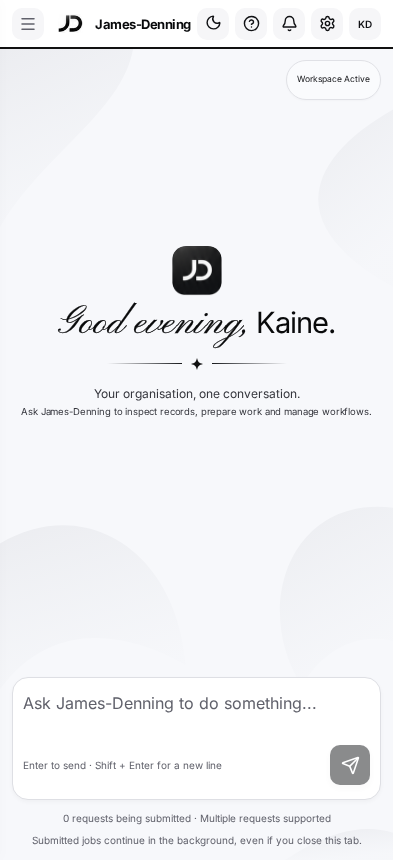 JD James-Denning KD
Workspace Active
JD
Good evening, Kaine.
Your organisation, one conversation.
Ask James-Denning to inspect records, prepare work and manage workflows.
Ask James-Denning to do something...
Enter to send · Shift + Enter for a new line
0 requests being submitted · Multiple requests supported
Submitted jobs continue in the background, even if you close this tab.